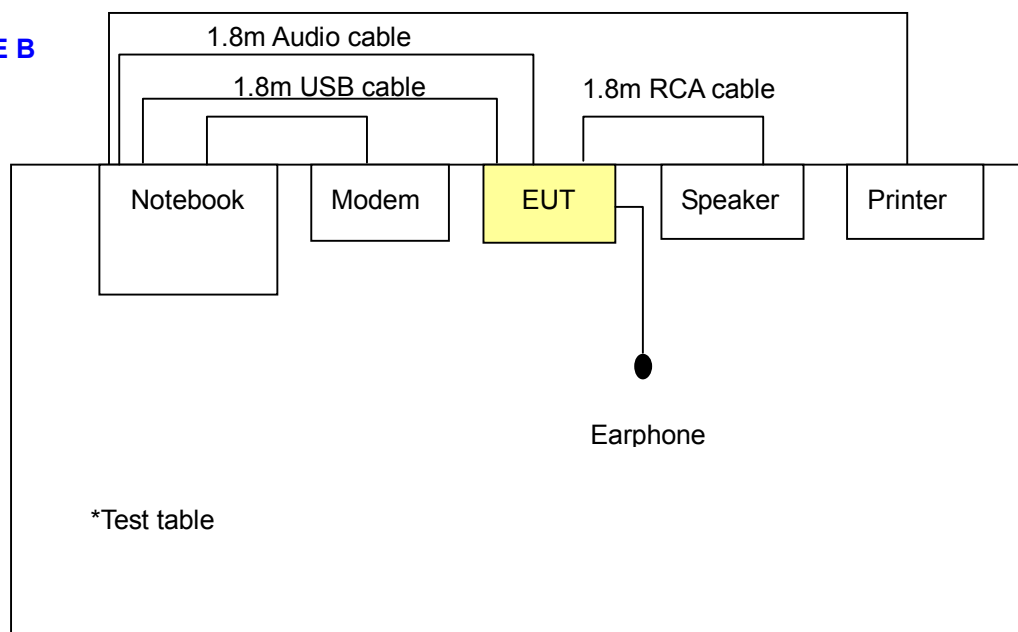 E B
1.8m Audio cable
1.8m USB cable
1.8m RCA cable
Notebook
Modem
EUT
Speaker
Printer
Earphone
*Test table